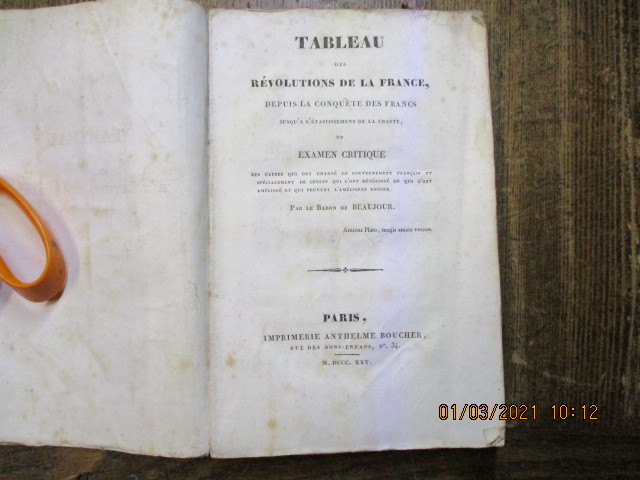 TABLEAU
DES
RÉVOLUTIONS DE LA FRANCE,
DEPUIS LA CONQUÊTE DES FRANCS
JUSQU'A L'ÉTABLISSEMENT DE LA CHARTE,
OU
EXAMEN CRITIQUE
DES CAUSES QUI ONT CHANGÉ LE GOUVERNEMENT FRANÇAIS ET
SPÉCIALEMENT DE CELLES QUI L'ONT DÉTÉRIORÉ OU QUI L'ONT
AMÉLIORÉ ET QUI PEUVENT L'AMÉLIORER ENCORE.
PAR LE BARON DE BEAUJOUR.
Amicus Plato, magis amica veritas.
PARIS,
IMPRIMERIE ANTHELME BOUCHER,
RUE DES BONS-ENFANS, N°. 34.
M. DCCC. XXV.
01/03/2021 10:12